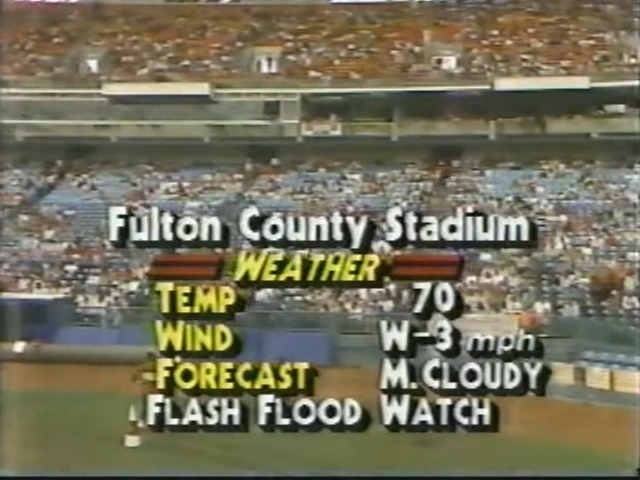 Fulton County Stadium
WEATHER
TEMP 70
WIND W-3 mph
FORECAST M.CLOUDY
FLASH FLOOD WATCH